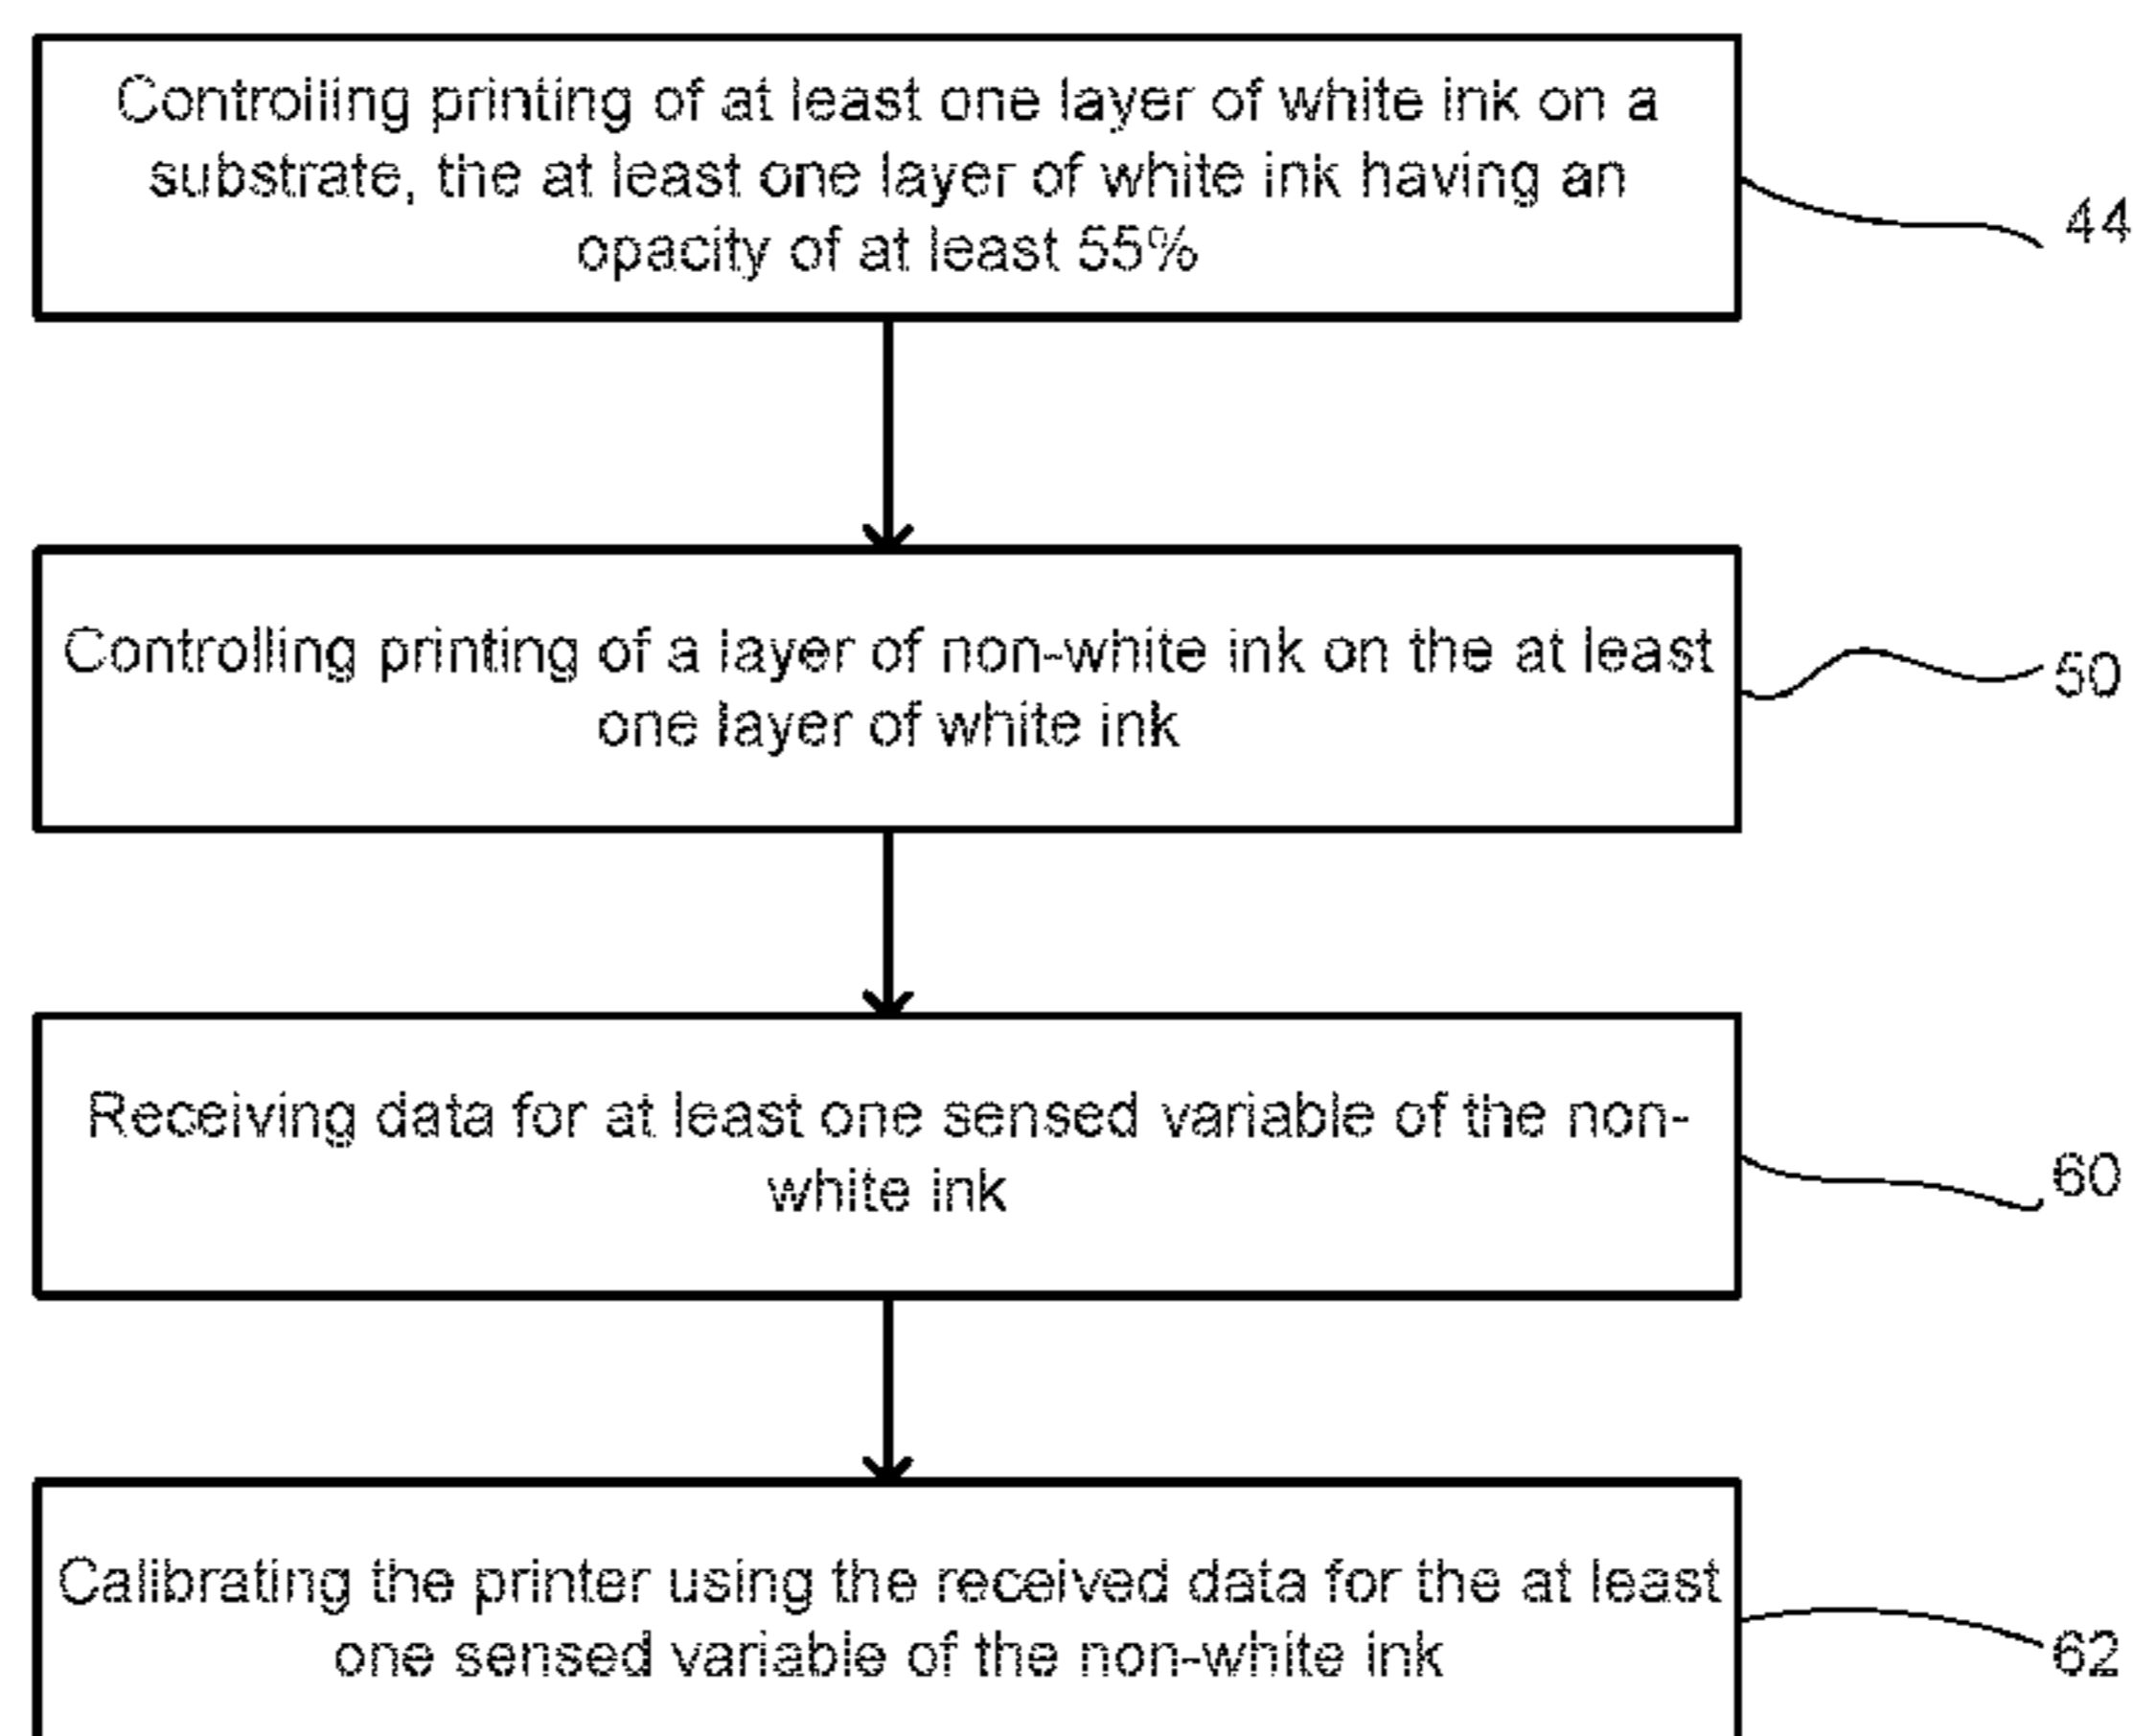 Controlling printing of at least one layer of white ink on a
substrate, the at least one layer of white ink having an
opacity of at least 55%
44
Controlling printing of a layer of non-white ink on the at least
one layer of white ink
50
Receiving data for at least one sensed variable of the non-
white ink
60
Calibrating the printer using the received data for the at least
one sensed variable of the non-white ink
62